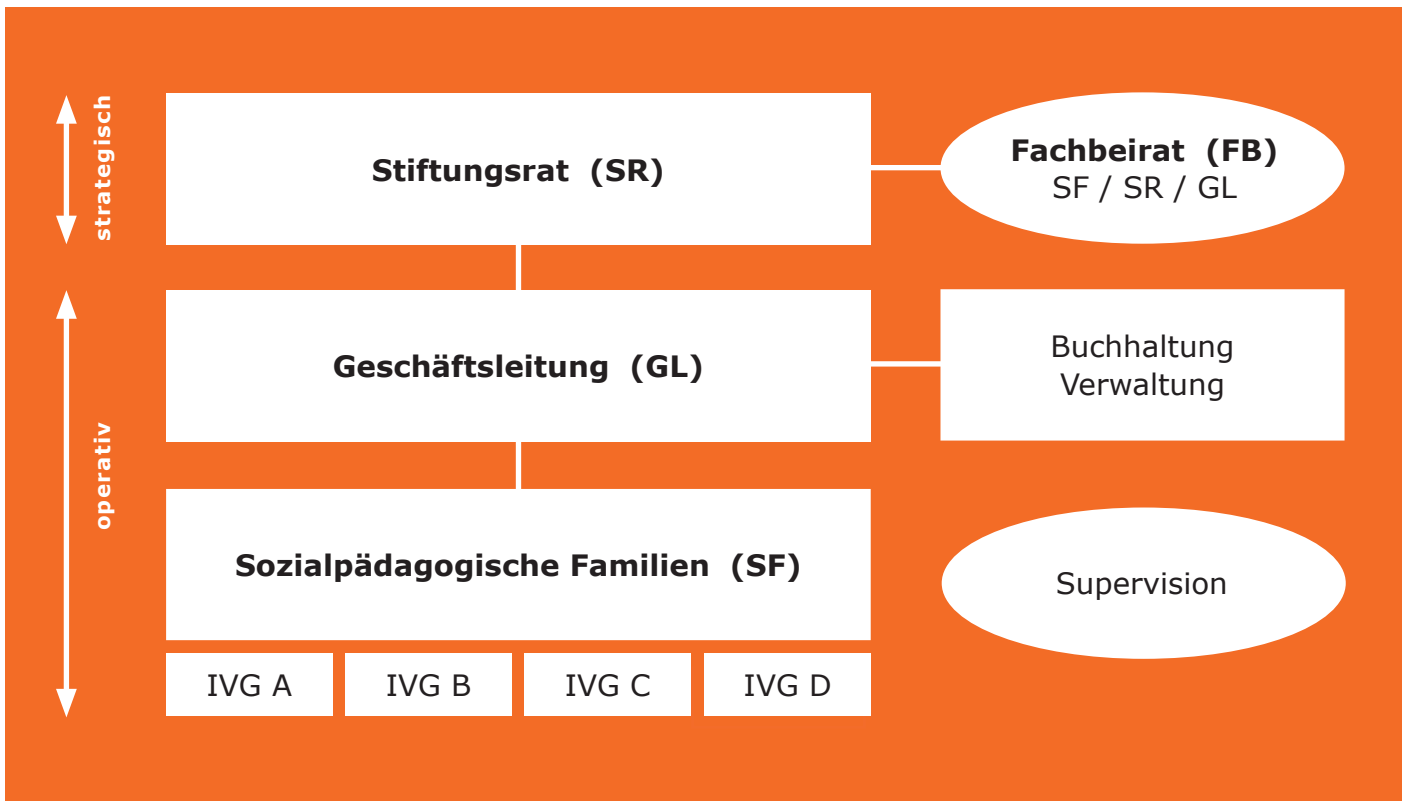 strategisch
Stiftungsrat (SR)
Fachbeirat (FB)
SF / SR / GL
operativ
Geschäftsleitung (GL)
Buchhaltung
Verwaltung
Sozialpädagogische Familien (SF)
Supervision
IVG A
IVG B
IVG C
IVG D